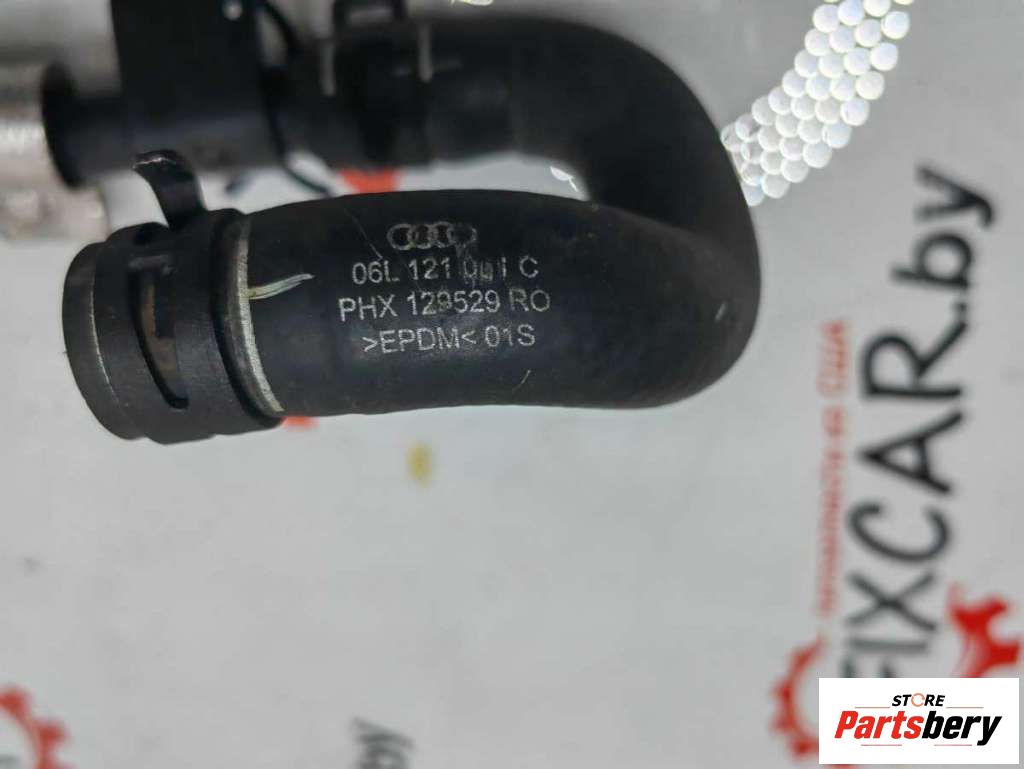 06L 121 C
PHX 129529 RO
>EPDM< 01S
FIXCAR.by
STORE
Partsbery